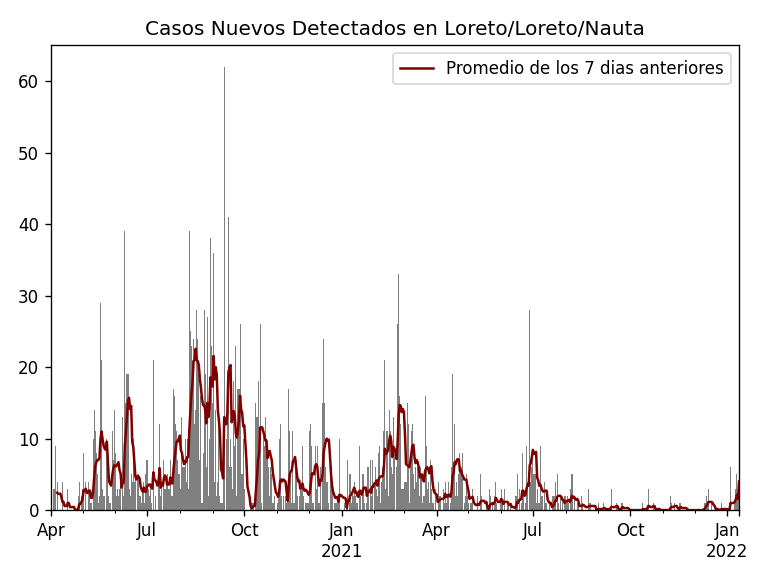 Casos Nuevos Detectados en Loreto/Loreto/Nauta
Promedio de los 7 dias anteriores
60
50
40
30
20
10
0
Apr Jul Oct Jan Apr Jul Oct Jan
2021 2022